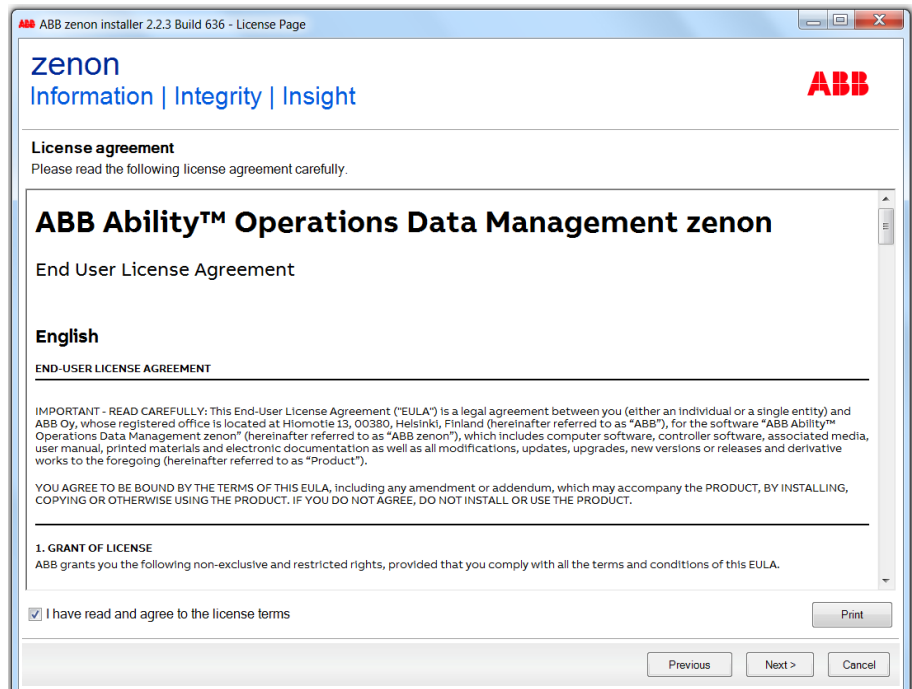 ABB ABB zenon installer 2.2.3 Build 636 - License Page
zenon
Information | Integrity | Insight
ABB
License agreement
Please read the following license agreement carefully.
ABB Ability™ Operations Data Management zenon
End User License Agreement
English
END-USER LICENSE AGREEMENT
IMPORTANT - READ CAREFULLY: This End-User License Agreement ("EULA") is a legal agreement between you (either an individual or a single entity) and
ABB Oy, whose registered office is located at Hiomotie 13, 00380, Helsinki, Finland (hereinafter referred to as “ABB”), for the software “ABB Ability™
Operations Data Management zenon” (hereinafter referred to as “ABB zenon”), which includes computer software, controller software, associated media,
user manual, printed materials and electronic documentation as well as all modifications, updates, upgrades, new versions or releases and derivative
works to the foregoing (hereinafter referred to as “Product”).
YOU AGREE TO BE BOUND BY THE TERMS OF THIS EULA, including any amendment or addendum, which may accompany the PRODUCT, BY INSTALLING,
COPYING OR OTHERWISE USING THE PRODUCT. IF YOU DO NOT AGREE, DO NOT INSTALL OR USE THE PRODUCT.
1. GRANT OF LICENSE
ABB grants you the following non-exclusive and restricted rights, provided that you comply with all the terms and conditions of this EULA.
I have read and agree to the license terms
Print
Previous
Next >
Cancel